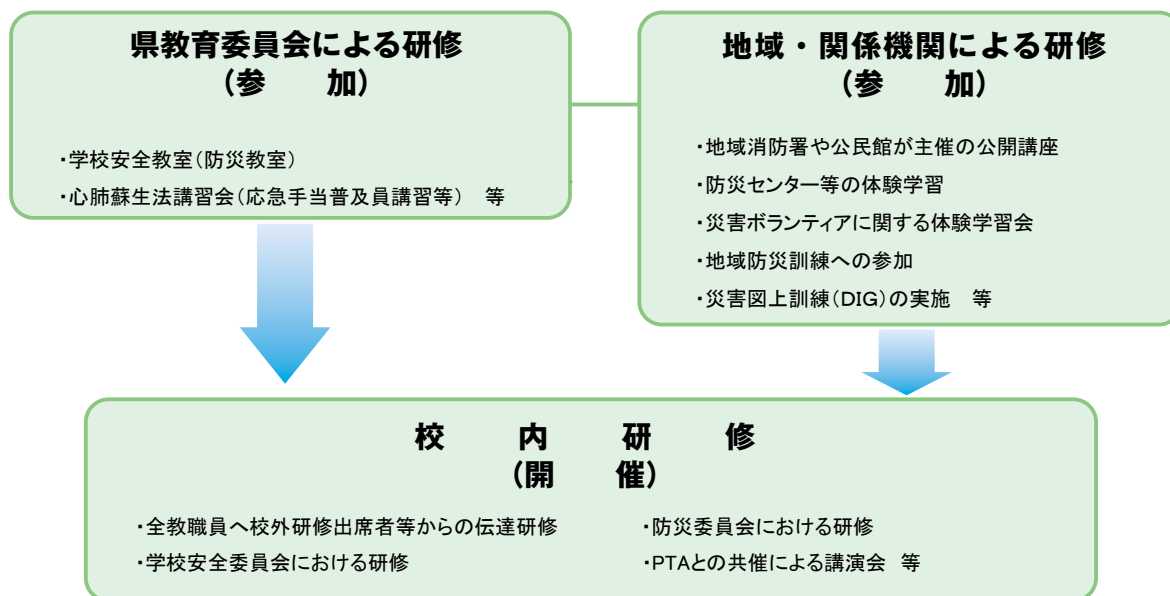 県教育委員会による研修
(参　　加)
・学校安全教室(防災教室)
・心肺蘇生法講習会(応急手当普及員講習等)　等
地域・関係機関による研修
(参　　加)
・地域消防署や公民館が主催の公開講座
・防災センター等の体験学習
・災害ボランティアに関する体験学習会
・地域防災訓練への参加
・災害図上訓練(DIG)の実施　等
校　　内　　研　　修
(開　　催)
・全教職員へ校外研修出席者等からの伝達研修
・学校安全委員会における研修
・防災委員会における研修
・PTAとの共催による講演会　等